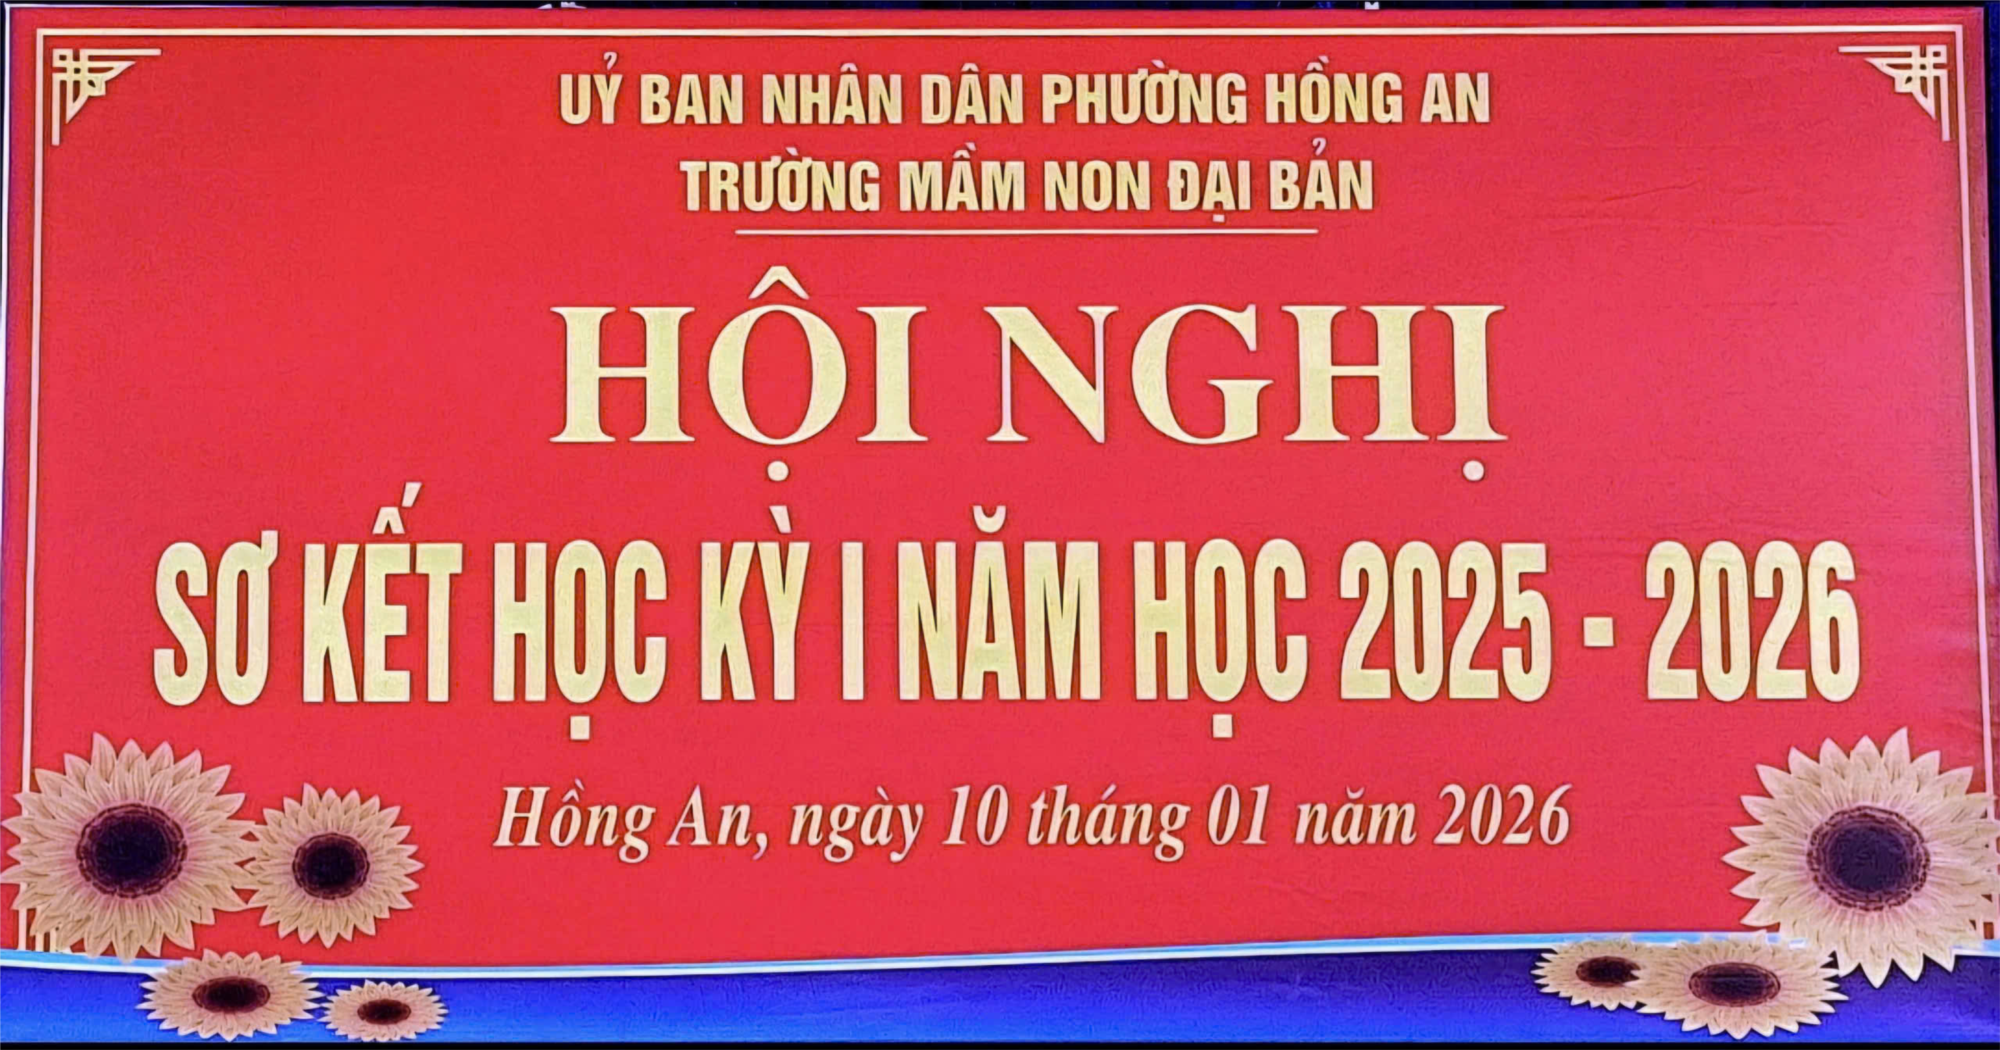 UỶ BAN NHÂN DÂN PHƯỜNG HỒNG AN
TRƯỜNG MẦM NON ĐẠI BẢN
HỘI NGHỊ
SƠ KẾT HỌC KỲ I NĂM HỌC 2025 - 2026
Hồng An, ngày 10 tháng 01 năm 2026